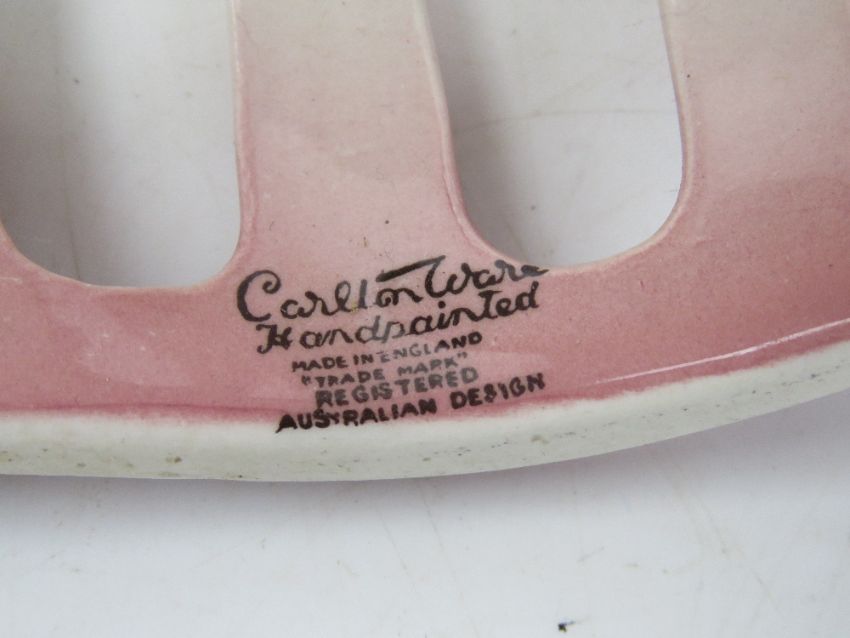 Carlton Ware
Handpainted
MADE IN ENGLAND
"TRADE MARK"
REGISTERED
AUSTRALIAN DESIGN